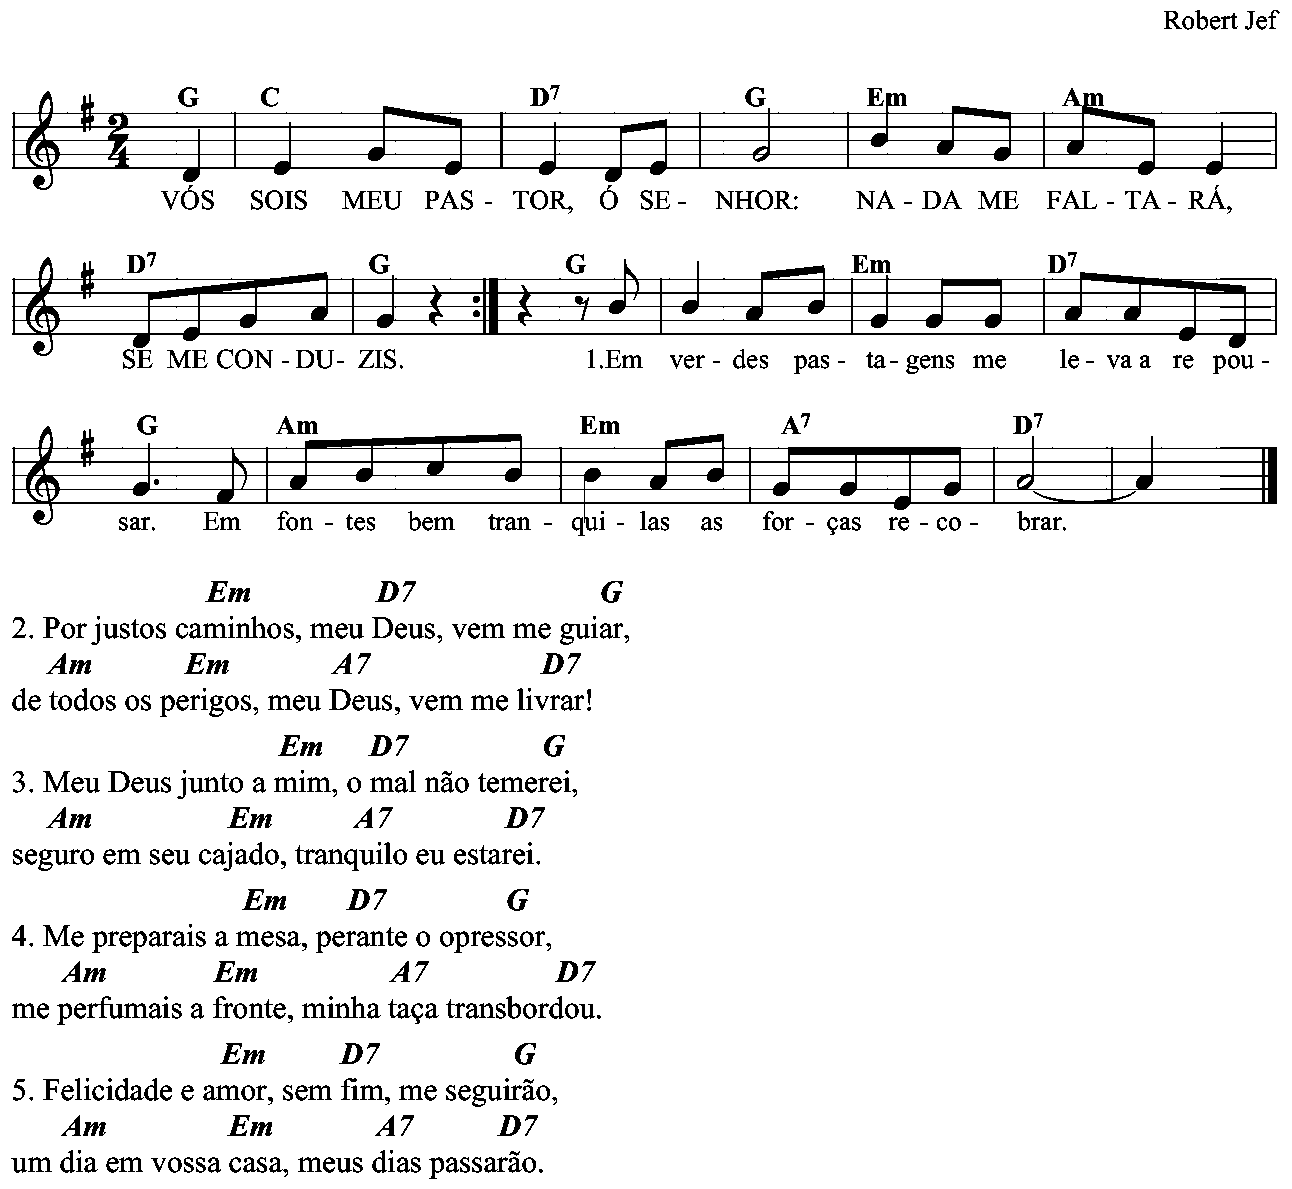 Robert Jef
G C D7 G Em Am
2
4
VÓS SOIS MEU PAS - TOR, Ó SE - NHOR: NA - DA ME FAL - TA - RÁ,
D7 G G Em D7
SE ME CON - DU - ZIS. 1.Em ver - des pas - ta - gens me le - va a re pou -
G Am Em A7 D7
sar. Em fon - tes bem tran - qui - las as for - ças re - co - brar.
Em D7 G
2. Por justos caminhos, meu Deus, vem me guiar,
Am Em A7 D7
de todos os perigos, meu Deus, vem me livrar!
Em D7 G
3. Meu Deus junto a mim, o mal não temerei,
Am Em A7 D7
seguro em seu cajado, tranquilo eu estarei.
Em D7 G
4. Me preparais a mesa, perante o opressor,
Am Em A7 D7
me perfumais a fronte, minha taça transbordou.
Em D7 G
5. Felicidade e amor, sem fim, me seguirão,
Am Em A7 D7
um dia em vossa casa, meus dias passarão.